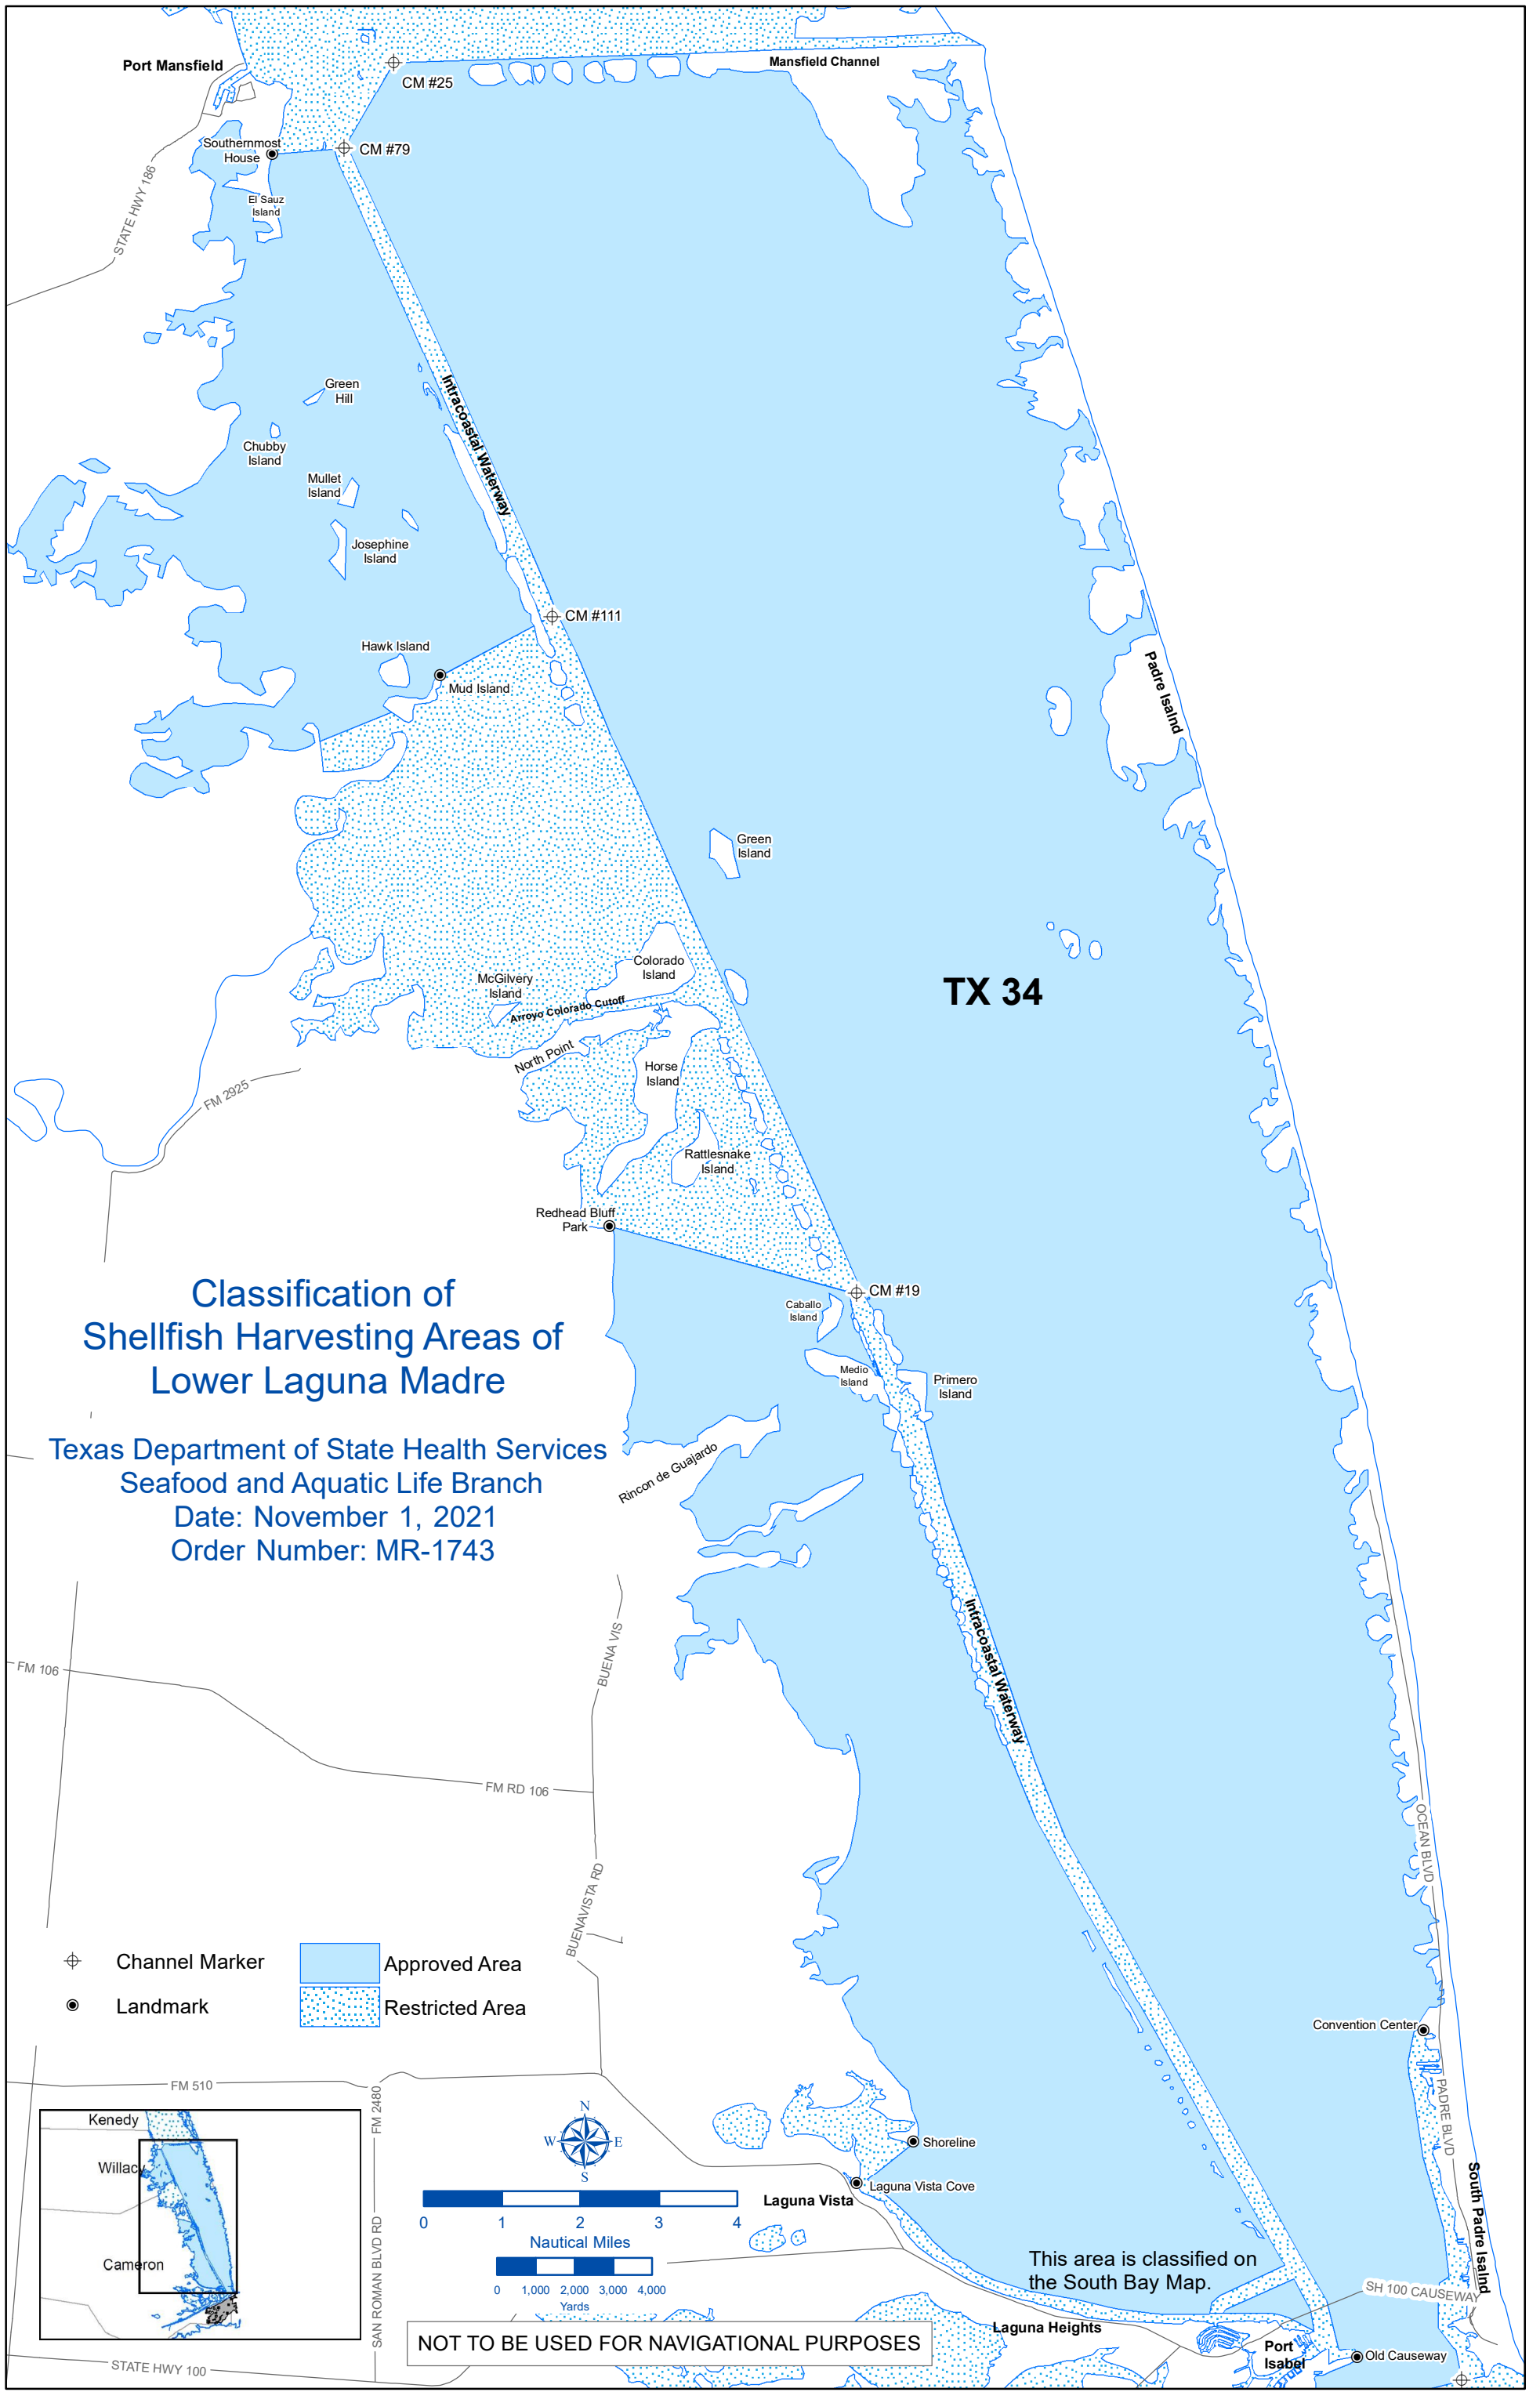 Port Mansfield
CM #25
Mansfield Channel
Southernmost
House
CM #79
STATE HWY 186
El Sauz
Island
Green
Hill
Intracoastal Waterway
Chubby
Island
Mullet
Island
Josephine
Island
CM #111
Hawk Island
Mud Island
Padre Isalnd
Green
Island
Colorado
Island
McGilvery
Island
TX 34
Arroyo Colorado Cutoff
North Point
Horse
Island
FM 2925
Rattlesnake
Island
Redhead Bluff
Park
CM #19
Caballo
Island
Medio
Island
Primero
Island
Classification of
Shellfish Harvesting Areas of
Lower Laguna Madre
Texas Department of State Health Services
Seafood and Aquatic Life Branch
Date: November 1, 2021
Order Number: MR-1743
Rincon de Guajardo
Intracoastal Waterway
BUENA VIS
FM 106
FM RD 106
OCEAN BLVD
BUENAVISTA RD
Channel Marker
Approved Area
Landmark
Restricted Area
Convention Center
FM 510
FM 2480
PADRE BLVD
Kenedy
Willacy
Cameron
N
W
E
S
Shoreline
Laguna Vista Cove
Laguna Vista
South Padre Isalnd
0 1 2 3 4
Nautical Miles
0 1,000 2,000 3,000 4,000
Yards
This area is classified on
the South Bay Map.
SH 100 CAUSEWAY
SAN ROMAN BLVD RD
Laguna Heights
NOT TO BE USED FOR NAVIGATIONAL PURPOSES
Port
Isabel
Old Causeway
STATE HWY 100